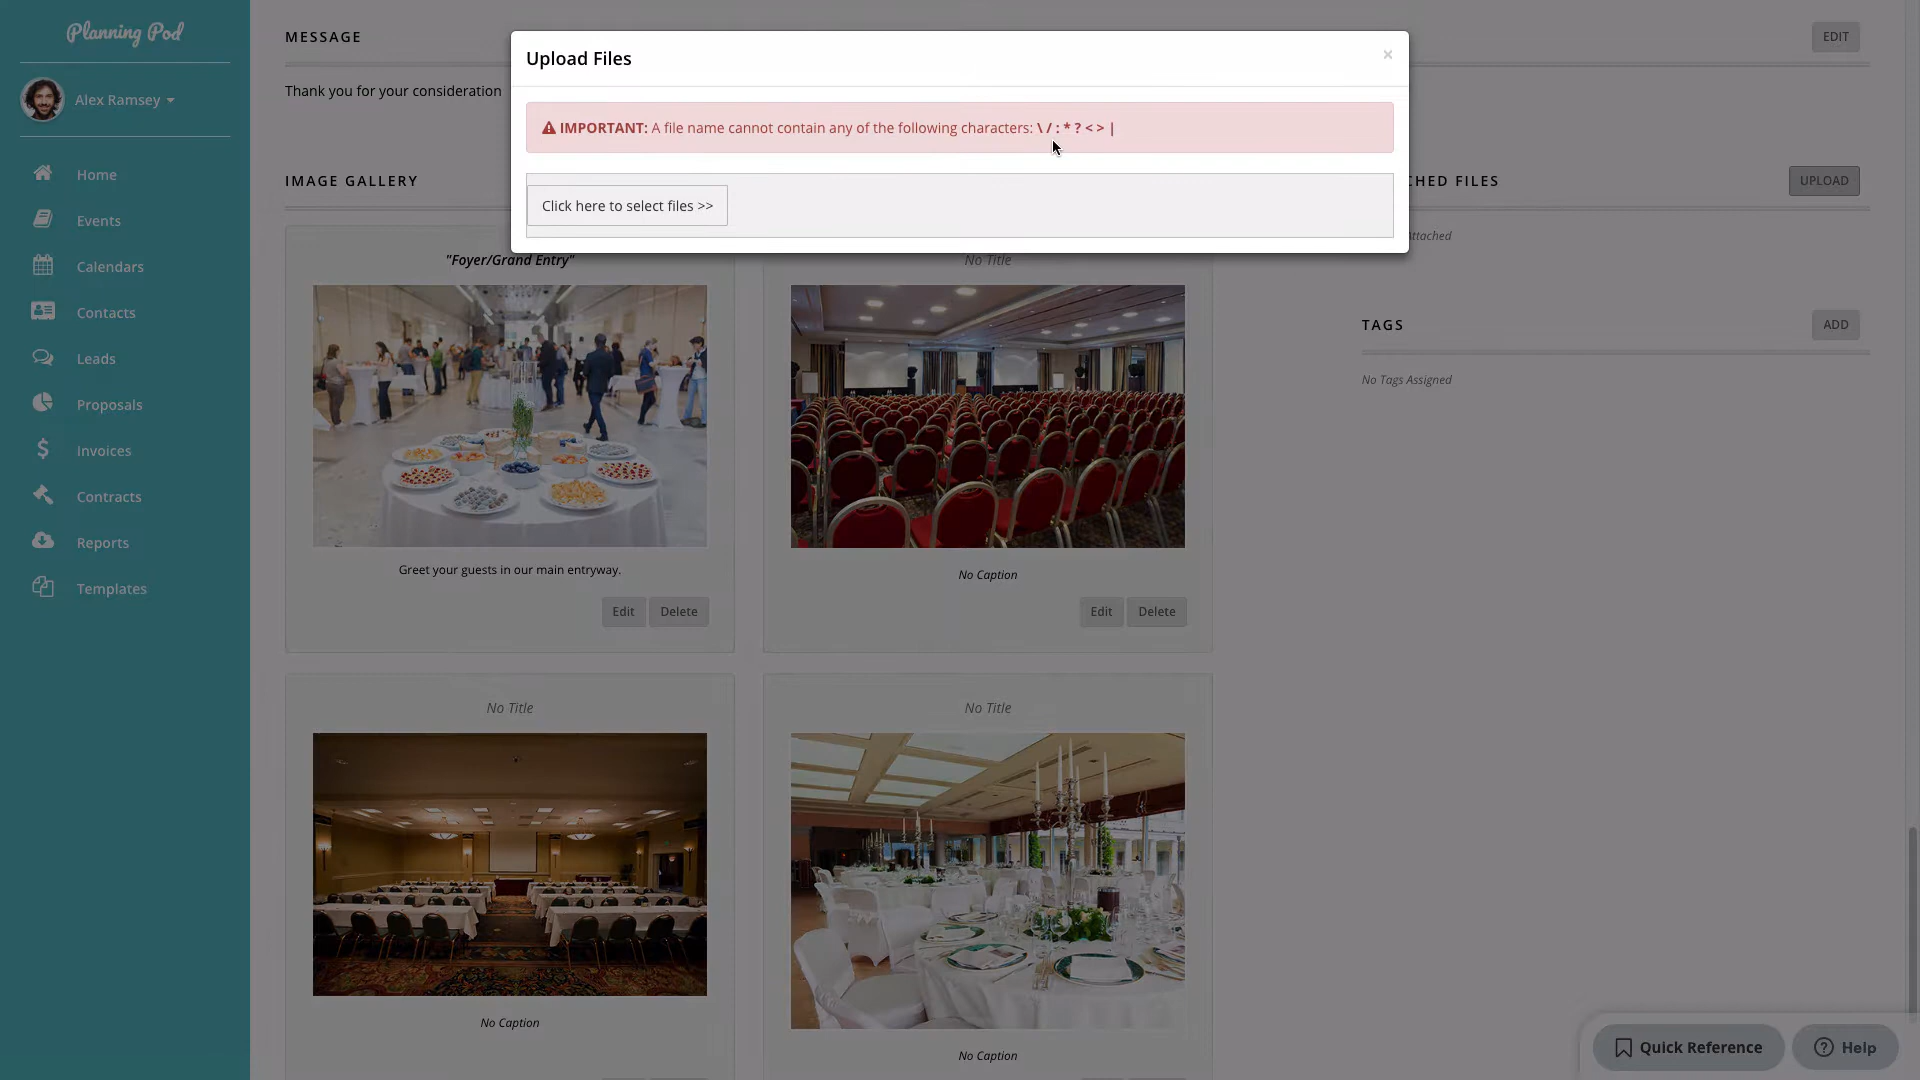 Planning Pod
Alex Ramsey
Home
Events
Calendars
Contacts
Leads
Proposals
Invoices
Contracts
Reports
Templates
MESSAGE
EDIT
Thank you for your consideration
Upload Files
×
IMPORTANT: A file name cannot contain any of the following characters: \ / : * ? < > |
Click here to select files >>
IMAGE GALLERY
CHED FILES
UPLOAD
Attached
TAGS
ADD
No Tags Assigned
"Foyer/Grand Entry"
Greet your guests in our main entryway.
Edit
Delete
No Title
No Caption
Edit
Delete
No Title
No Caption
No Title
No Caption
Quick Reference
? Help